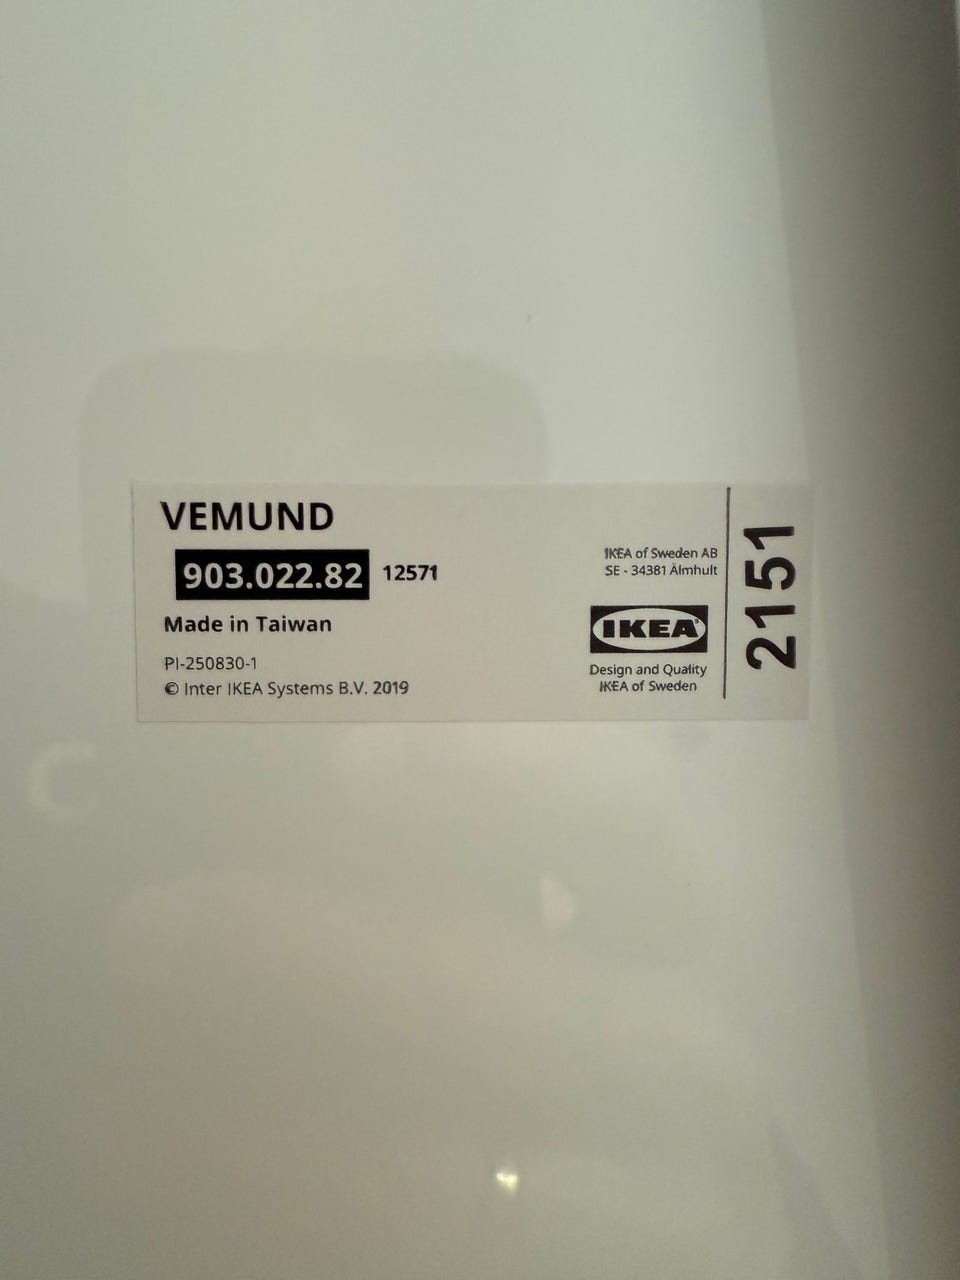 VEMUND
903.022.82 12571
Made in Taiwan
PI-250830-1
© Inter IKEA Systems B.V. 2019
IKEA of Sweden AB
SE - 34381 Älmhult
IKEA®
Design and Quality
IKEA of Sweden
2151